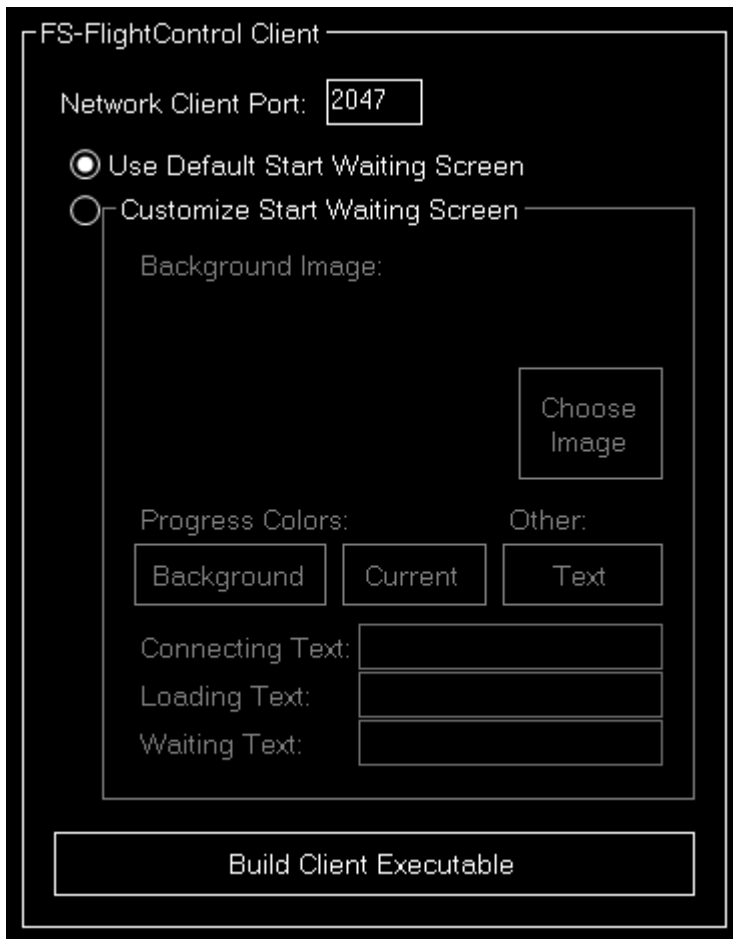 FS-FlightControl Client
Network Client Port: 2047
Use Default Start Waiting Screen
Customize Start Waiting Screen
Background Image:
Choose
Image
Progress Colors: Other:
Background Current Text
Connecting Text:
Loading Text:
Waiting Text:
Build Client Executable